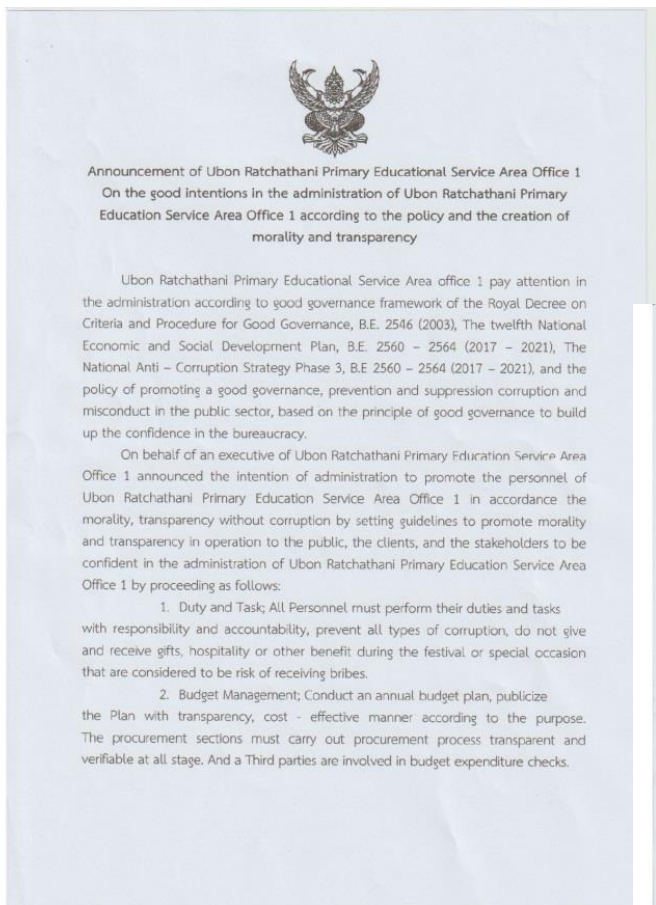 Announcement of Ubon Ratchathani Primary Educational Service Area Office 1
On the good intentions in the administration of Ubon Ratchathani Primary
Education Service Area Office 1 according to the policy and the creation of
morality and transparency
Ubon Ratchathani Primary Educational Service Area office 1 pay attention in
the administration according to good governance framework of the Royal Decree on
Criteria and Procedure for Good Governance, B.E. 2546 (2003), The twelfth National
Economic and Social Development Plan, B.E. 2560 – 2564 (2017 – 2021), The
National Anti – Corruption Strategy Phase 3, B.E 2560 – 2564 (2017 – 2021), and the
policy of promoting a good governance, prevention and suppression corruption and
misconduct in the public sector, based on the principle of good governance to build
up the confidence in the bureaucracy.
On behalf of an executive of Ubon Ratchathani Primary Education Service Area
Office 1 announced the intention of administration to promote the personnel of
Ubon Ratchathani Primary Education Service Area Office 1 in accordance the
morality, transparency without corruption by setting guidelines to promote morality
and transparency in operation to the public, the clients, and the stakeholders to be
confident in the administration of Ubon Ratchathani Primary Education Service Area
Office 1 by proceeding as follows:
1. Duty and Task; All Personnel must perform their duties and tasks
with responsibility and accountability, prevent all types of corruption, do not give
and receive gifts, hospitality or other benefit during the festival or special occasion
that are considered to be risk of receiving bribes.
2. Budget Management; Conduct an annual budget plan, publicize
the Plan with transparency, cost - effective manner according to the purpose.
The procurement sections must carry out procurement process transparent and
verifiable at all stage. And a Third parties are involved in budget expenditure checks.